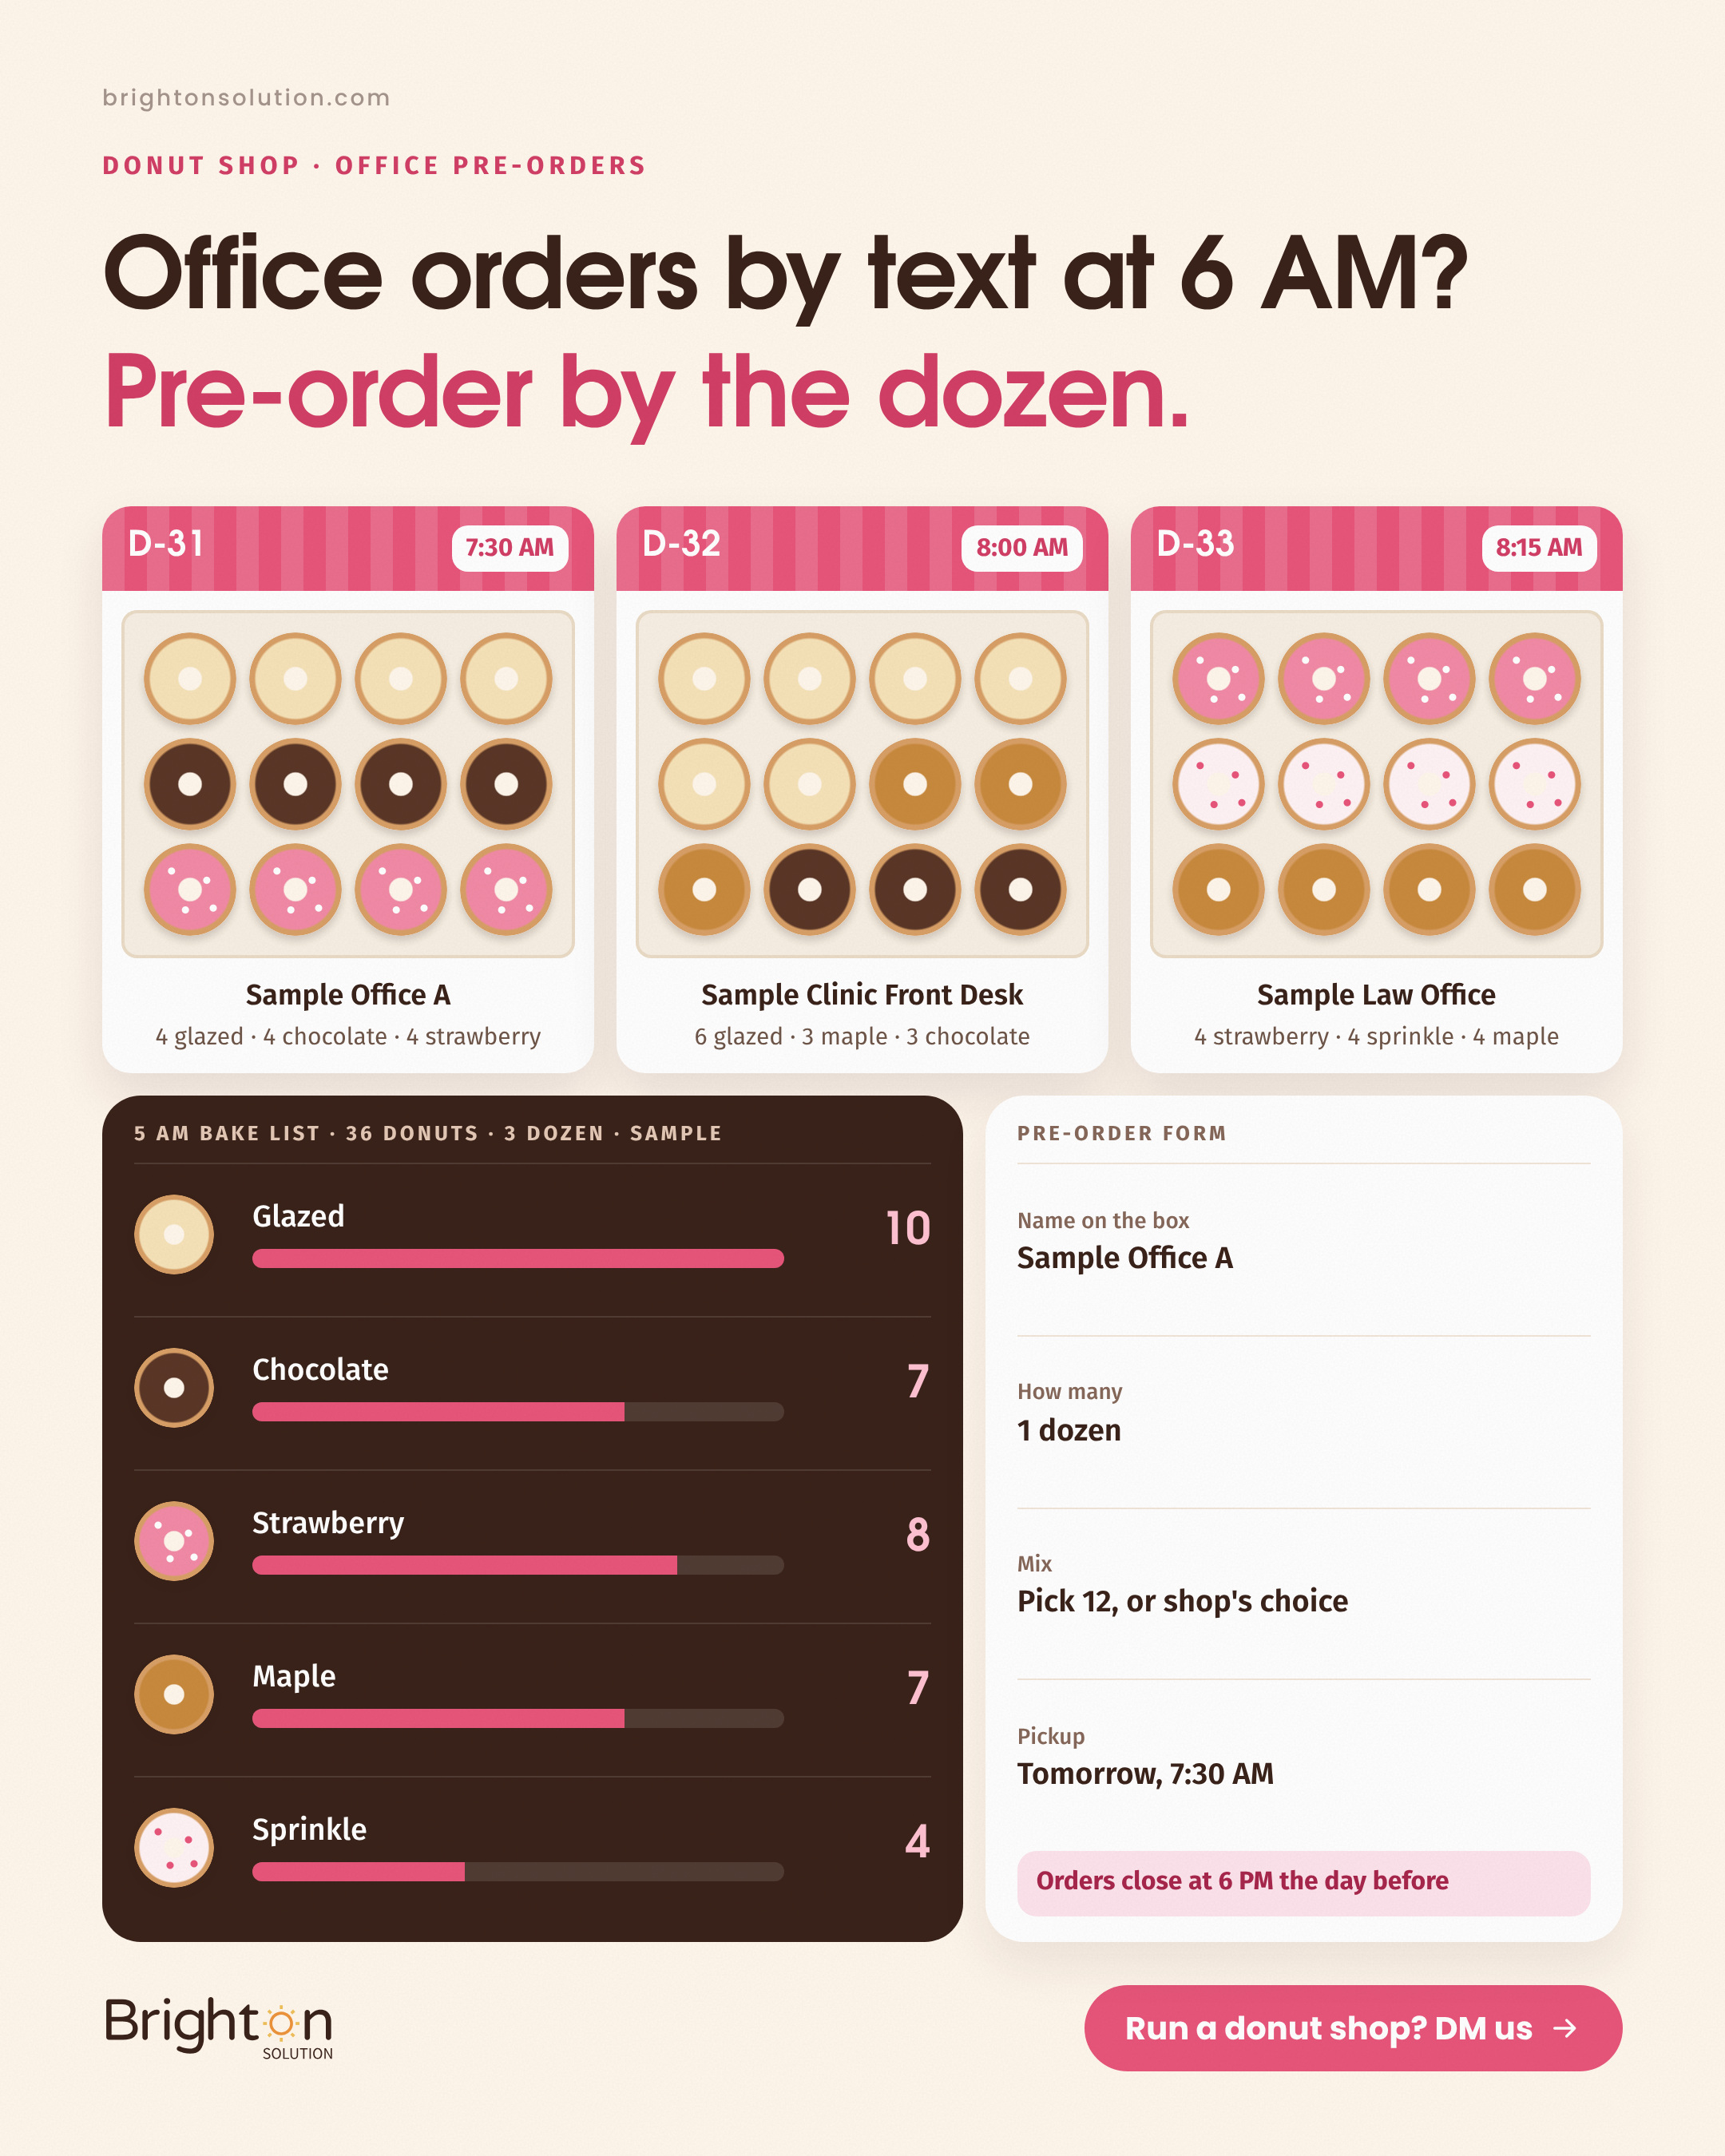 brightonsolution.com
DONUT SHOP · OFFICE PRE-ORDERS
Office orders by text at 6 AM?
Pre-order by the dozen.
D-31
7:30 AM
Sample Office A
4 glazed · 4 chocolate · 4 strawberry
D-32
8:00 AM
Sample Clinic Front Desk
6 glazed · 3 maple · 3 chocolate
D-33
8:15 AM
Sample Law Office
4 strawberry · 4 sprinkle · 4 maple
5 AM BAKE LIST · 36 DONUTS · 3 DOZEN · SAMPLE
Glazed
10
Chocolate
7
Strawberry
8
Maple
7
Sprinkle
4
PRE-ORDER FORM
Name on the box
Sample Office A
How many
1 dozen
Mix
Pick 12, or shop's choice
Pickup
Tomorrow, 7:30 AM
Orders close at 6 PM the day before
Brighton
SOLUTION
Run a donut shop? DM us →